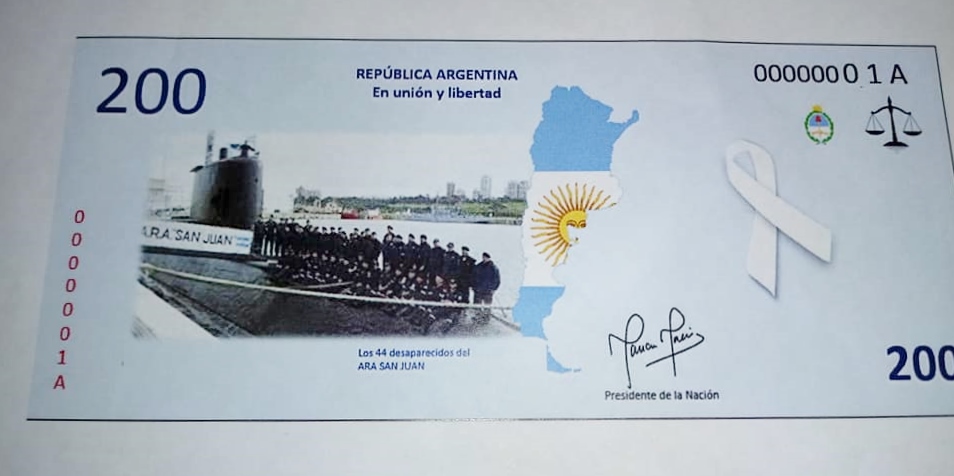 200
REPÚBLICA ARGENTINA
En unión y libertad
00000000 1 A
A.R.A. "SAN JUAN"
0
0
0
0
0
0
1
A
Los 44 desaparecidos del
ARA SAN JUAN
Presidente de la Nación
200